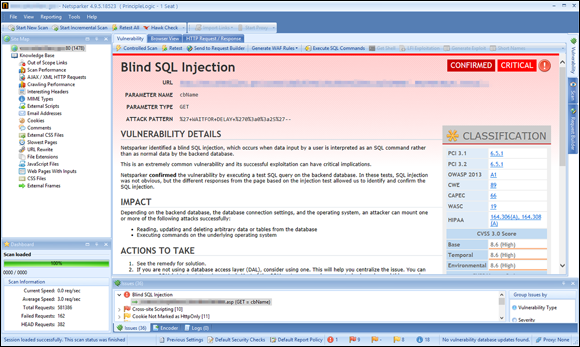 Netsparker 4.9.5.18523 ( PrincipleLogic )
File View Reporting Tools Help
Start New Scan Start Incremental Scan Retest All Hawk Check
Site Map
:80 (1478)
Knowledge Base
Out of Scope Links
Scan Performance
AJAX / XML HTTP Requests
Crawling Performance
Interesting Headers
MIME Types
External Scripts
Email Addresses
Cookies
Comments
External CSS Files
Slowest Pages
URL Rewrite
File Extensions
JavaScript Files
Web Pages With Inputs
CSS Files
External Frames
Dashboard
Scan loaded
100%
0000 / 0000
Scan Information
Current Speed: 0.0 req/sec
Average Speed: 3.0 req/sec
Total Requests: 581186
Failed Requests: 162
HEAD Requests: 382
Vulnerability Browser View HTTP Request / Response
Controlled Scan Retest Send to Request Builder Generate WAF Rules Execute SQL Commands
Blind SQL Injection
CONFIRMED CRITICAL
URL
PARAMETER NAME cbName
PARAMETER TYPE GET
ATTACK PATTERN %27+WAITFOR+DELAY+%270%3a0%3a25%27--
VULNERABILITY DETAILS
Netsparker identified a blind SQL injection, which occurs when data input by a user is interpreted as an SQL command rather
than as normal data by the backend database.
This is an extremely common vulnerability and its successful exploitation can have critical implications.
Netsparker confirmed the vulnerability by executing a test SQL query on the backend database. In these tests, SQL injection
was not obvious, but the different responses from the page based on the injection test allowed us to identify and confirm the
SQL injection.
IMPACT
Depending on the backend database, the database connection settings, and the operating system, an attacker can mount one
or more of the following attacks successfully:
Reading, updating and deleting arbitrary data or tables from the database
Executing commands on the underlying operating system
ACTIONS TO TAKE
1. See the remedy for solution.
2. If you are not using a database access layer (DAL), consider using one. This will help you centralize the issue. You can
CLASSIFICATION
PCI 3.1 6.5.1
PCI 3.2 6.5.1
OWASP 2013 A1
CWE 89
CAPEC 66
WASC 19
HIPAA 164.306(A), 164.308(A)
CVSS 3.0 Score
Base 8.6 (High)
Temporal 8.6 (High)
Environmental 8.6 (High)
Vulnerability
Scan
Request Builder
Issues (38)
Blind SQL Injection
.asp (GET x cbName)
Cross-site Scripting [10]
Cookie Not Marked as HttpOnly [11]
Group Issues by
Vulnerability Type
Severity
Issues (38) Encoder Logs (0)
Session loaded successfully. This scan status was finished
Previous Settings Default Security Checks Default Report Policy
No vulnerability database updates found.
Proxy: None